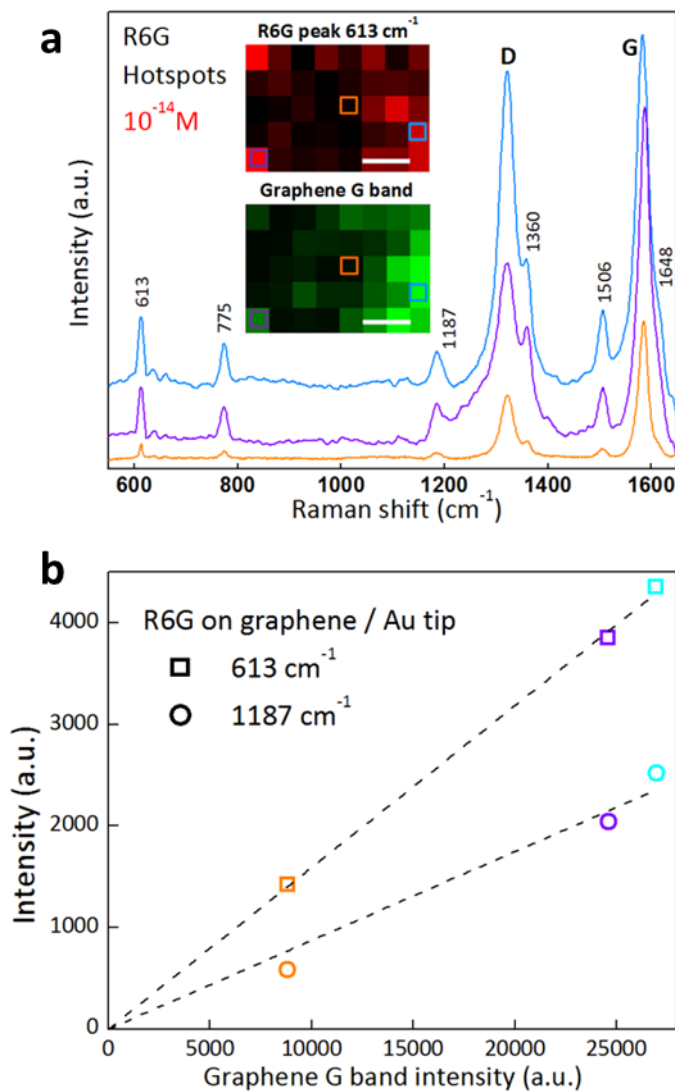 a
R6G
Hotspots
10⁻¹⁴M
R6G peak 613 cm⁻¹
Graphene G band
D
G
613
775
1187
1360
1506
1648
Intensity (a.u.)
600 800 1000 1200 1400 1600
Raman shift (cm⁻¹)
b
R6G on graphene / Au tip
613 cm⁻¹
1187 cm⁻¹
Intensity (a.u.)
4000
3000
2000
1000
0
0 5000 10000 15000 20000 25000
Graphene G band intensity (a.u.)